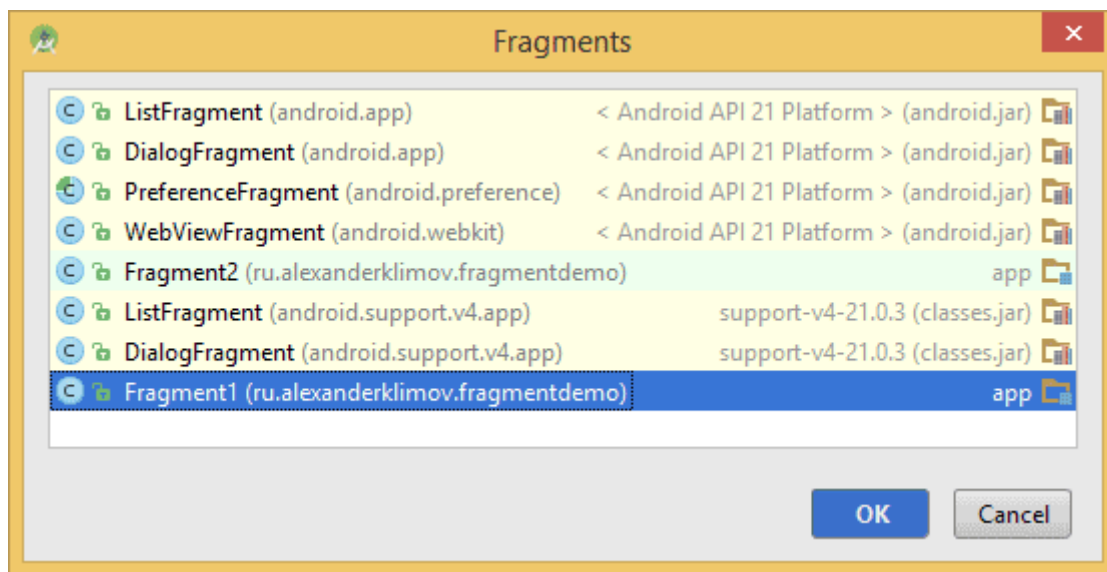 Fragments
ListFragment (android.app) < Android API 21 Platform > (android.jar)
DialogFragment (android.app) < Android API 21 Platform > (android.jar)
PreferenceFragment (android.preference) < Android API 21 Platform > (android.jar)
WebViewFragment (android.webkit) < Android API 21 Platform > (android.jar)
Fragment2 (ru.alexanderklimov.fragmentdemo) app
ListFragment (android.support.v4.app) support-v4-21.0.3 (classes.jar)
DialogFragment (android.support.v4.app) support-v4-21.0.3 (classes.jar)
Fragment1 (ru.alexanderklimov.fragmentdemo) app
OK Cancel